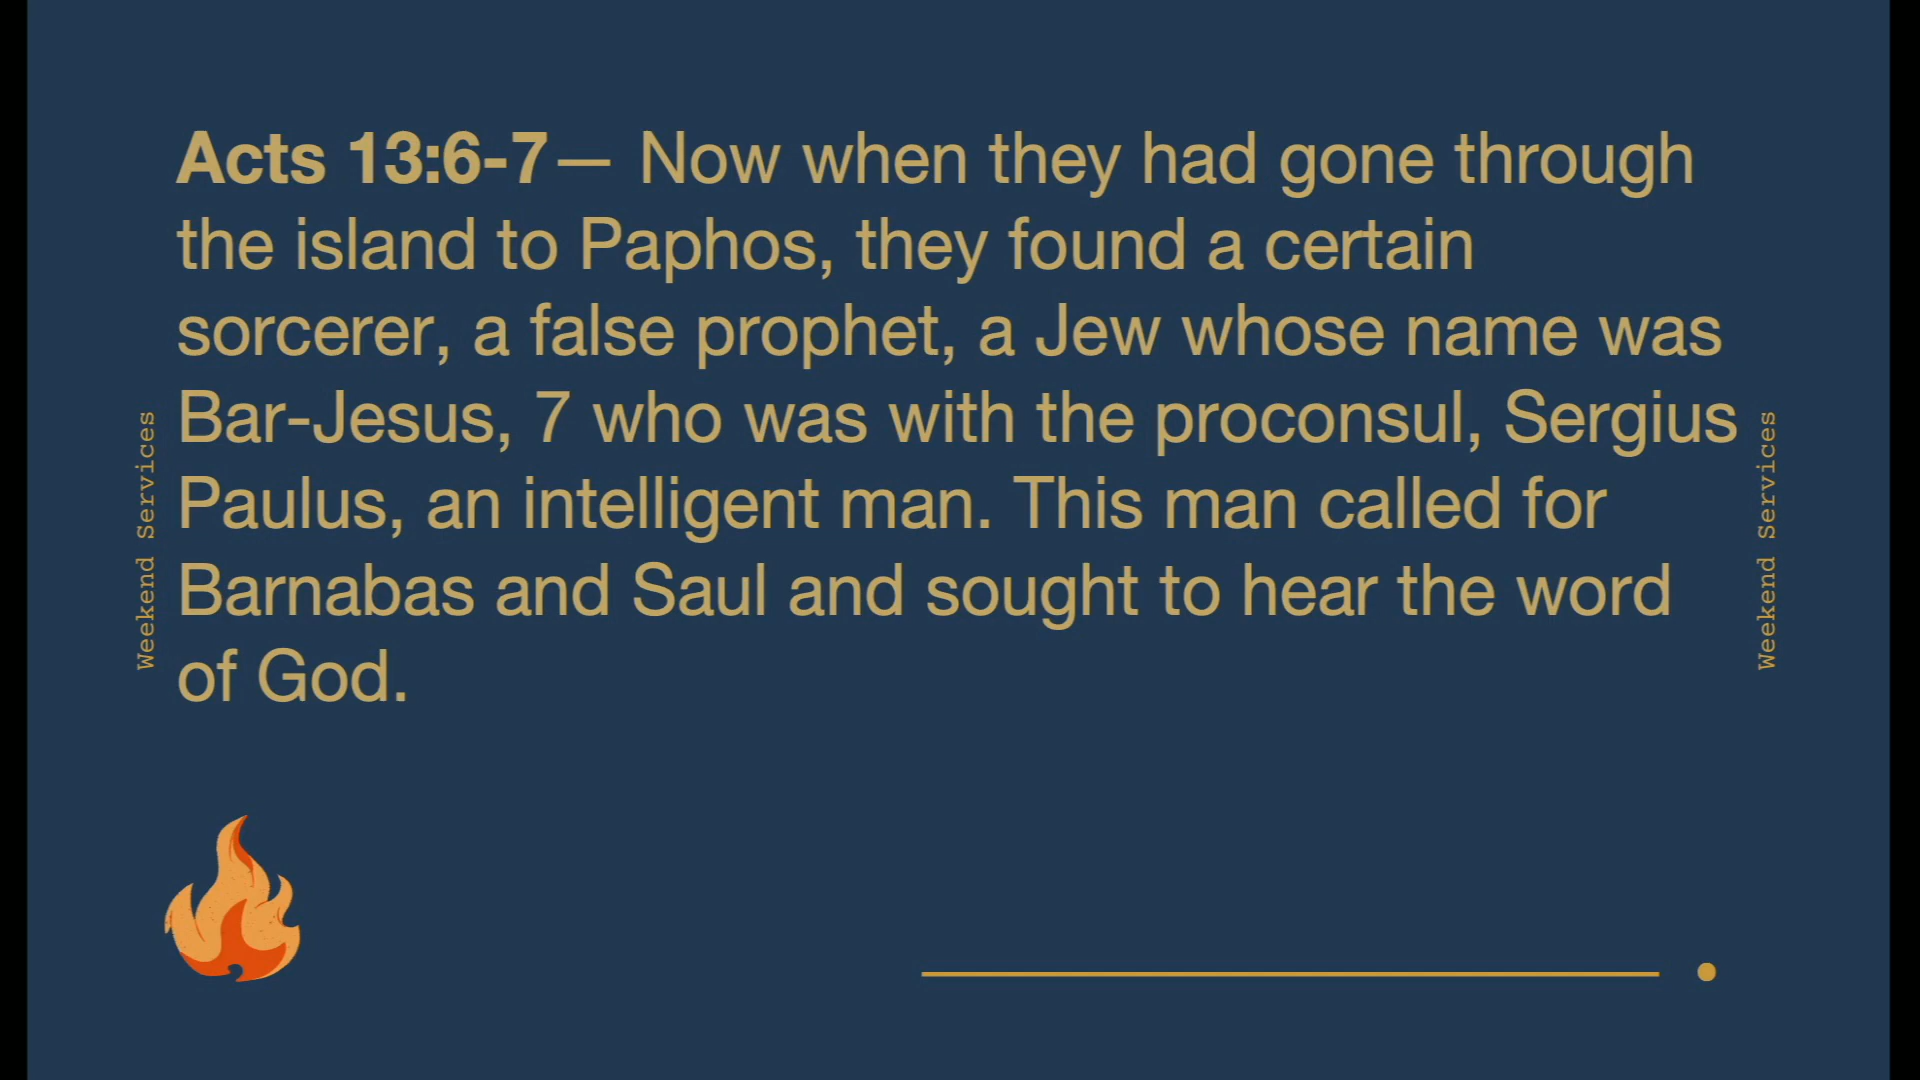 Acts 13:6-7— Now when they had gone through
the island to Paphos, they found a certain
sorcerer, a false prophet, a Jew whose name was
Bar-Jesus, 7 who was with the proconsul, Sergius
Paulus, an intelligent man. This man called for
Barnabas and Saul and sought to hear the word
of God.
Weekend Services
Weekend Services